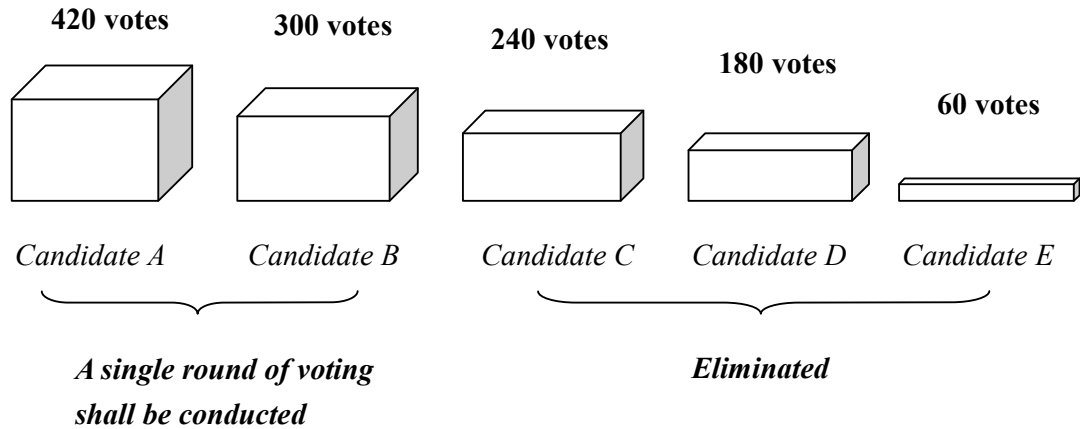 420 votes
300 votes
240 votes
180 votes
60 votes
Candidate A
Candidate B
Candidate C
Candidate D
Candidate E
A single round of voting
shall be conducted
Eliminated